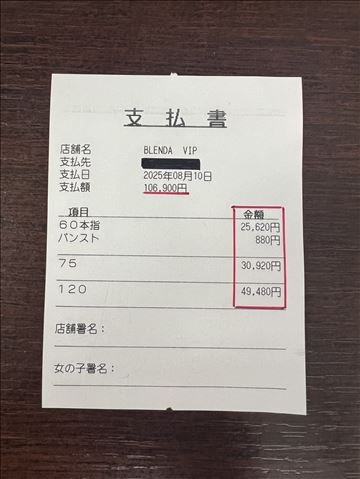 支払書
店舗名 BLENDA VIP
支払先
支払日 2025年08月10日
支払額 106,900円
項目 金額
60本指 25,620円
パンスト 880円
75 30,920円
120 49,480円
店舗署名：
女の子署名：